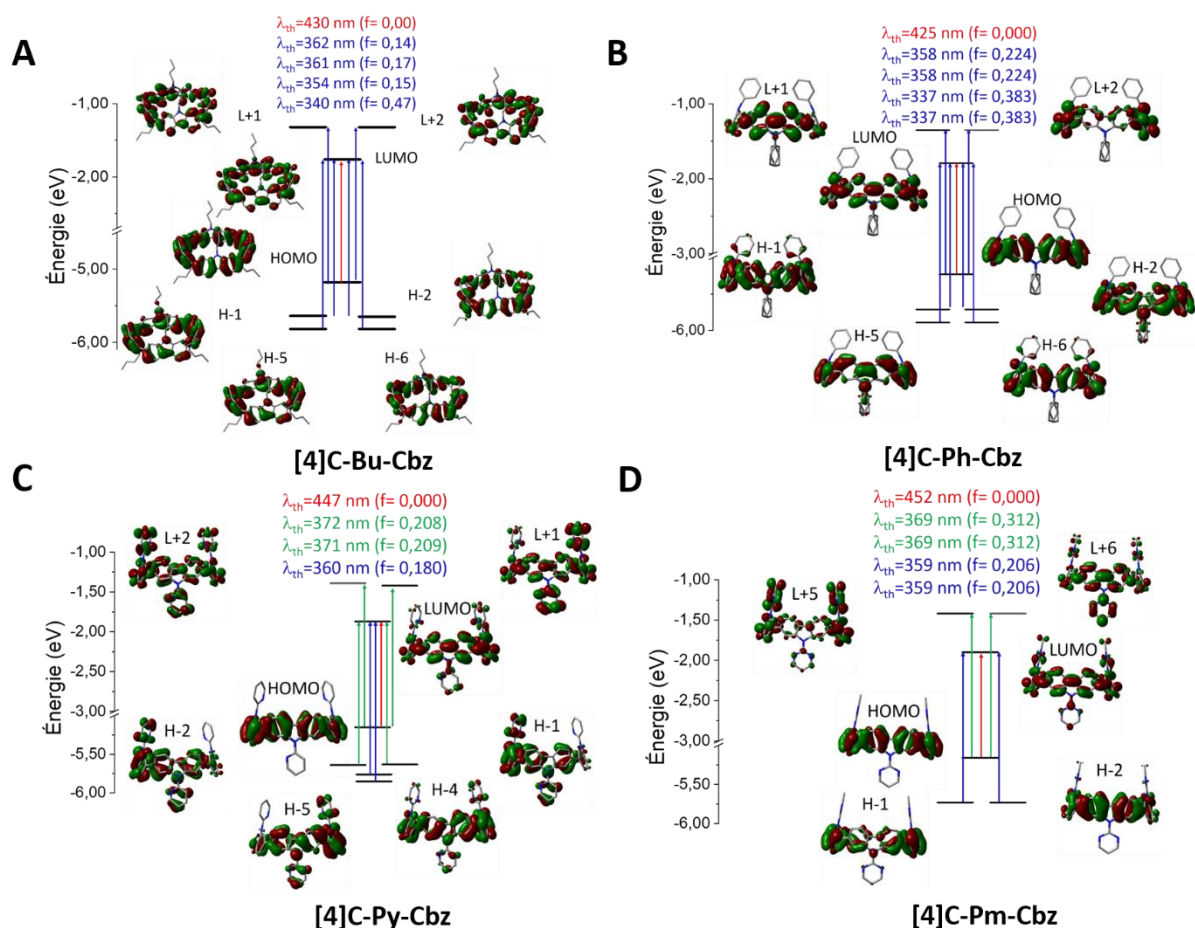 A
λth=430 nm (f= 0,00)
λth=362 nm (f= 0,14)
λth=361 nm (f= 0,17)
λth=354 nm (f= 0,15)
λth=340 nm (f= 0,47)
L+1
L+2
LUMO
HOMO
H-1
H-2
H-5
H-6
Énergie (eV)
-1,00
-2,00
-5,00
-6,00
[4]C-Bu-Cbz
B
λth=425 nm (f= 0,000)
λth=358 nm (f= 0,224)
λth=358 nm (f= 0,224)
λth=337 nm (f= 0,383)
λth=337 nm (f= 0,383)
L+1
L+2
LUMO
HOMO
H-1
H-2
H-5
H-6
Énergie (eV)
-1,00
-2,00
-3,00
-6,00
[4]C-Ph-Cbz
C
λth=447 nm (f= 0,000)
λth=372 nm (f= 0,208)
λth=371 nm (f= 0,209)
λth=360 nm (f= 0,180)
L+2
L+1
LUMO
HOMO
H-2
H-1
H-5
H-4
Énergie (eV)
-1,00
-1,50
-2,00
-3,00
-5,50
-6,00
[4]C-Py-Cbz
D
λth=452 nm (f= 0,000)
λth=369 nm (f= 0,312)
λth=369 nm (f= 0,312)
λth=359 nm (f= 0,206)
λth=359 nm (f= 0,206)
L+5
L+6
LUMO
HOMO
H-1
H-2
Énergie (eV)
-1,00
-1,50
-2,00
-3,00
-5,50
-6,00
[4]C-Pm-Cbz